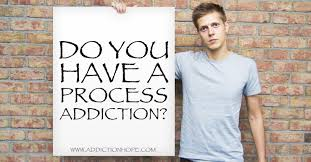 DO YOU
HAVE A
PROCESS
ADDICTION?
WWW.ADDICTIONHOPE.COM